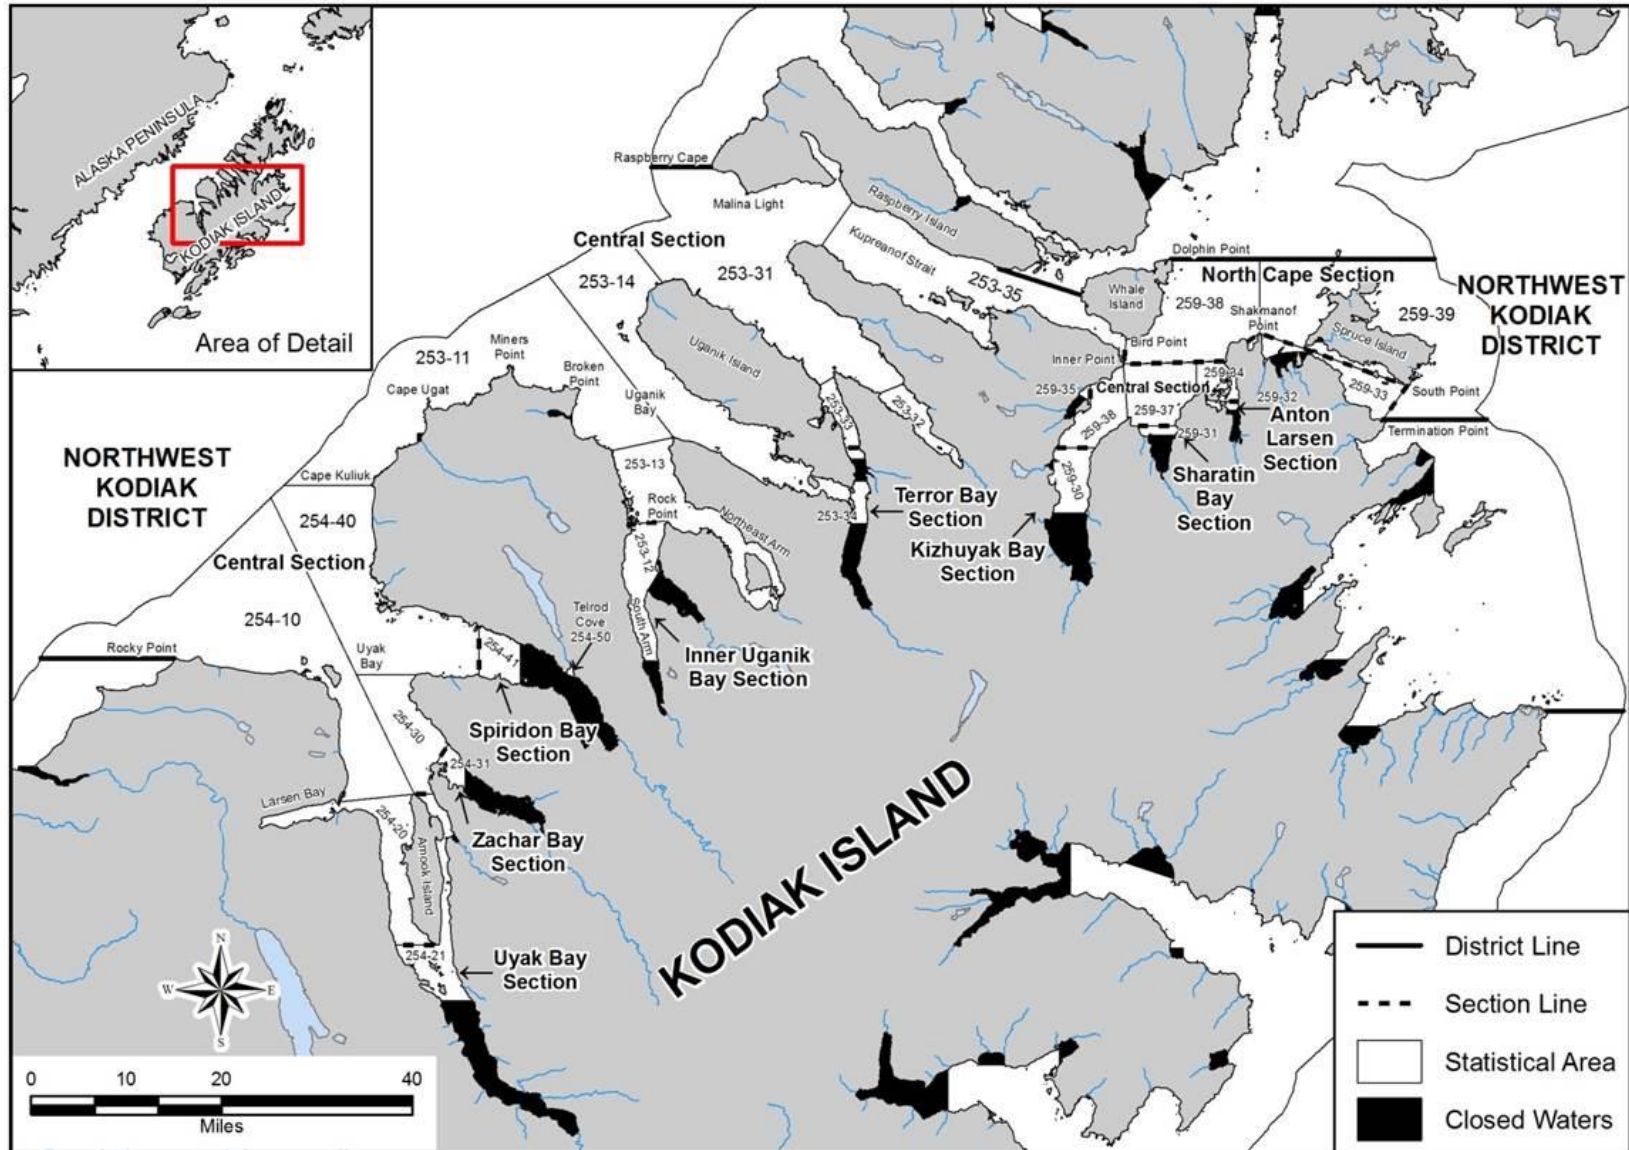 ALASKA PENINSULA
KODIAK ISLAND
Area of Detail
Raspberry Cape
Malina Light
Raspberry Island
Kupreanof Strait
Central Section
253-14
253-31
253-35
Dolphin Point
North Cape Section
Whale
Island
259-38
Shakmanof
Point
259-39
Spruce Island
NORTHWEST
KODIAK
DISTRICT
253-11
Miners
Point
Broken
Point
Cape Ugat
Uganik Island
Uganik
Bay
Inner Point
Bird Point
259-35
Central Section
259-34
259-33
South Point
253-33
253-32
259-38
259-37
259-32
259-31
Anton
Larsen
Section
Termination Point
NORTHWEST
KODIAK
DISTRICT
Cape Kuliuk
253-13
Rock
Point
Northeast Arm
253-34
Terror Bay
Section
259-30
Sharatin
Bay
Section
Kizhuyak Bay
Section
254-40
Central Section
253-12
South Arm
254-10
Rocky Point
Uyak
Bay
254-41
Telrod
Cove
254-50
Inner Uganik
Bay Section
Spiridon Bay
Section
254-30
254-31
Larsen Bay
254-20
Amook Island
Zachar Bay
Section
KODIAK ISLAND
254-21
Uyak Bay
Section
N
W
E
S
0 10 20 40
Miles
District Line
Section Line
Statistical Area
Closed Waters